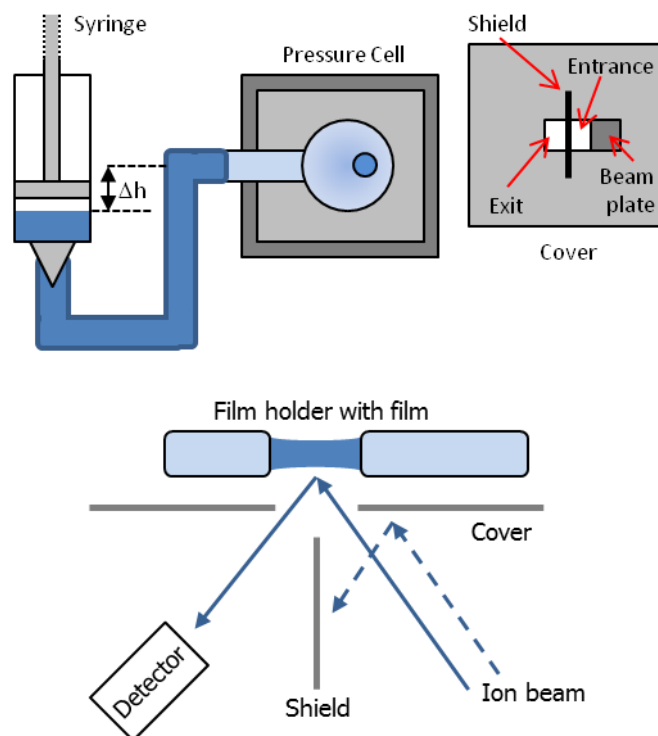 Syringe
Pressure Cell
Shield
Entrance
Δh
Exit
Beam
plate
Cover
Film holder with film
Cover
Detector
Shield
Ion beam